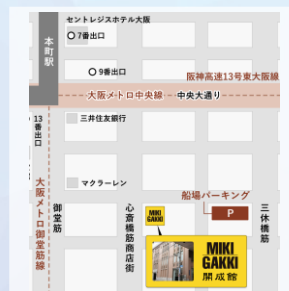 セントレジスホテル大阪
7番出口
本町駅
9番出口
阪神高速13号東大阪線
大阪メトロ中央線
中央大通り
13番出口
三井住友銀行
マクラーレン
船場パーキング
P
大阪メトロ御堂筋線
御堂筋
心斎橋筋商店街
三休橋筋
MIKI
GAKKI
MIKI
GAKKI
開成館